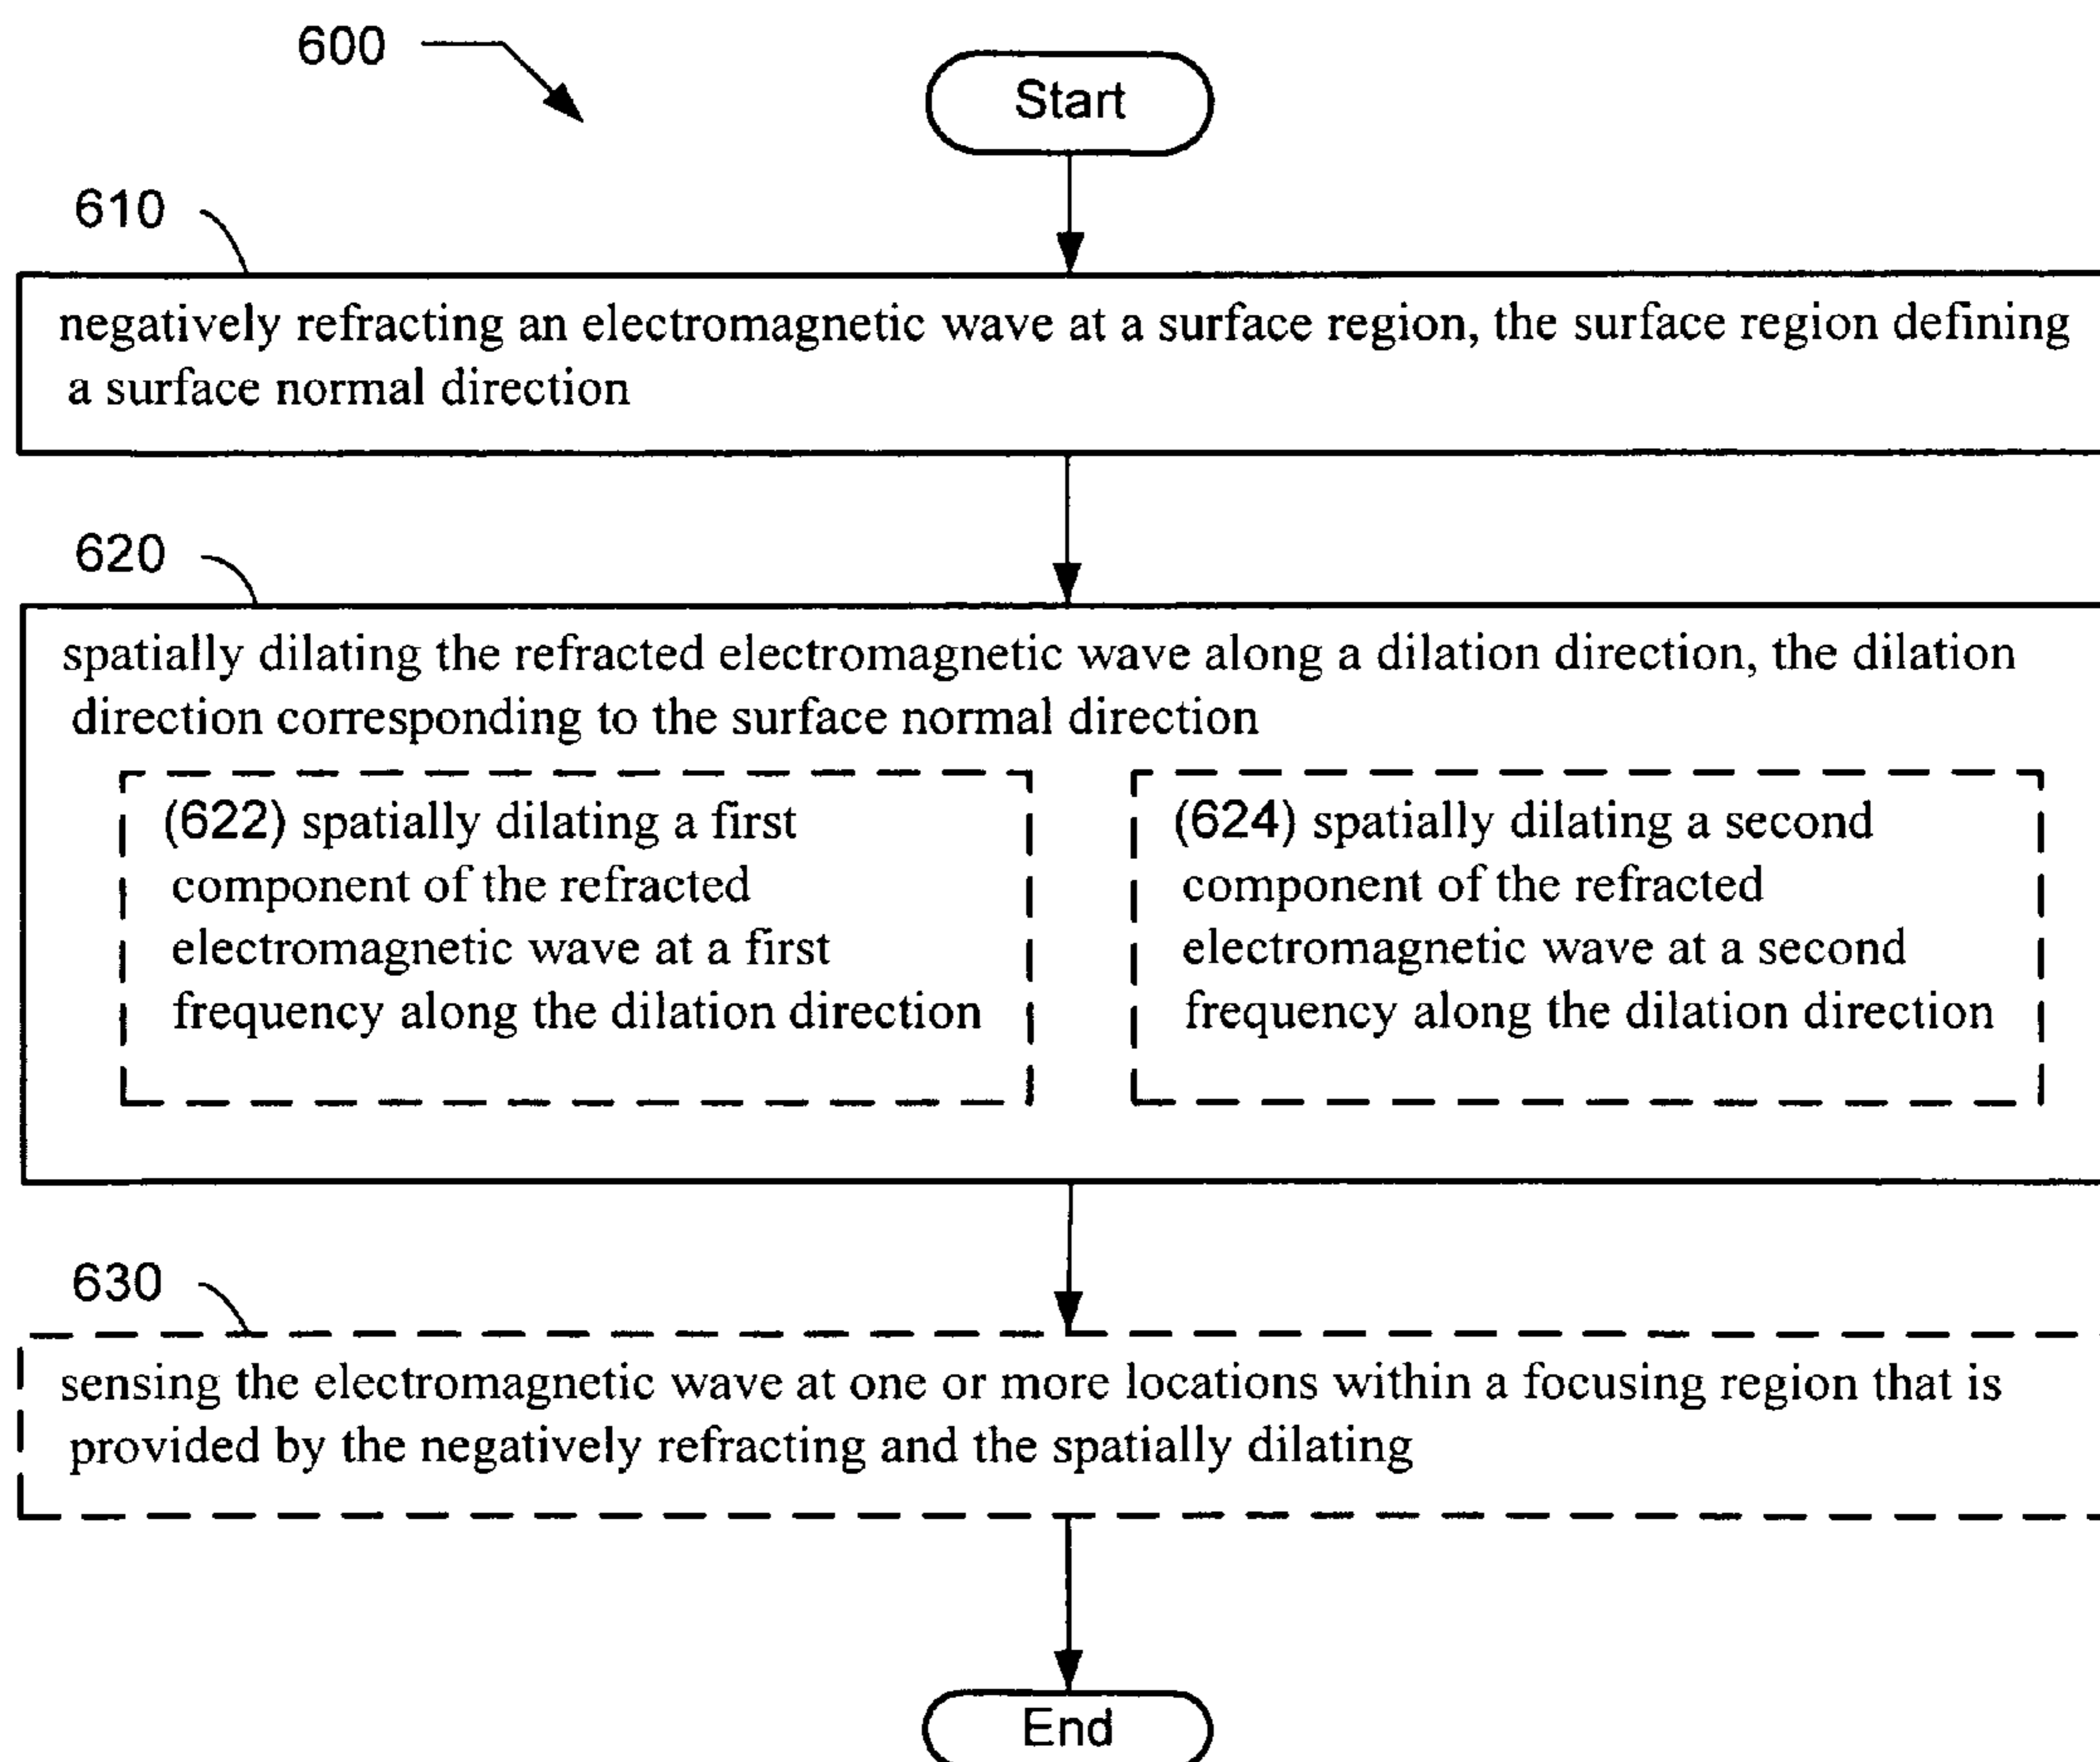 600
Start
610
negatively refracting an electromagnetic wave at a surface region, the surface region defining
a surface normal direction
620
spatially dilating the refracted electromagnetic wave along a dilation direction, the dilation
direction corresponding to the surface normal direction
(622) spatially dilating a first
component of the refracted
electromagnetic wave at a first
frequency along the dilation direction
(624) spatially dilating a second
component of the refracted
electromagnetic wave at a second
frequency along the dilation direction
630
sensing the electromagnetic wave at one or more locations within a focusing region that is
provided by the negatively refracting and the spatially dilating
End